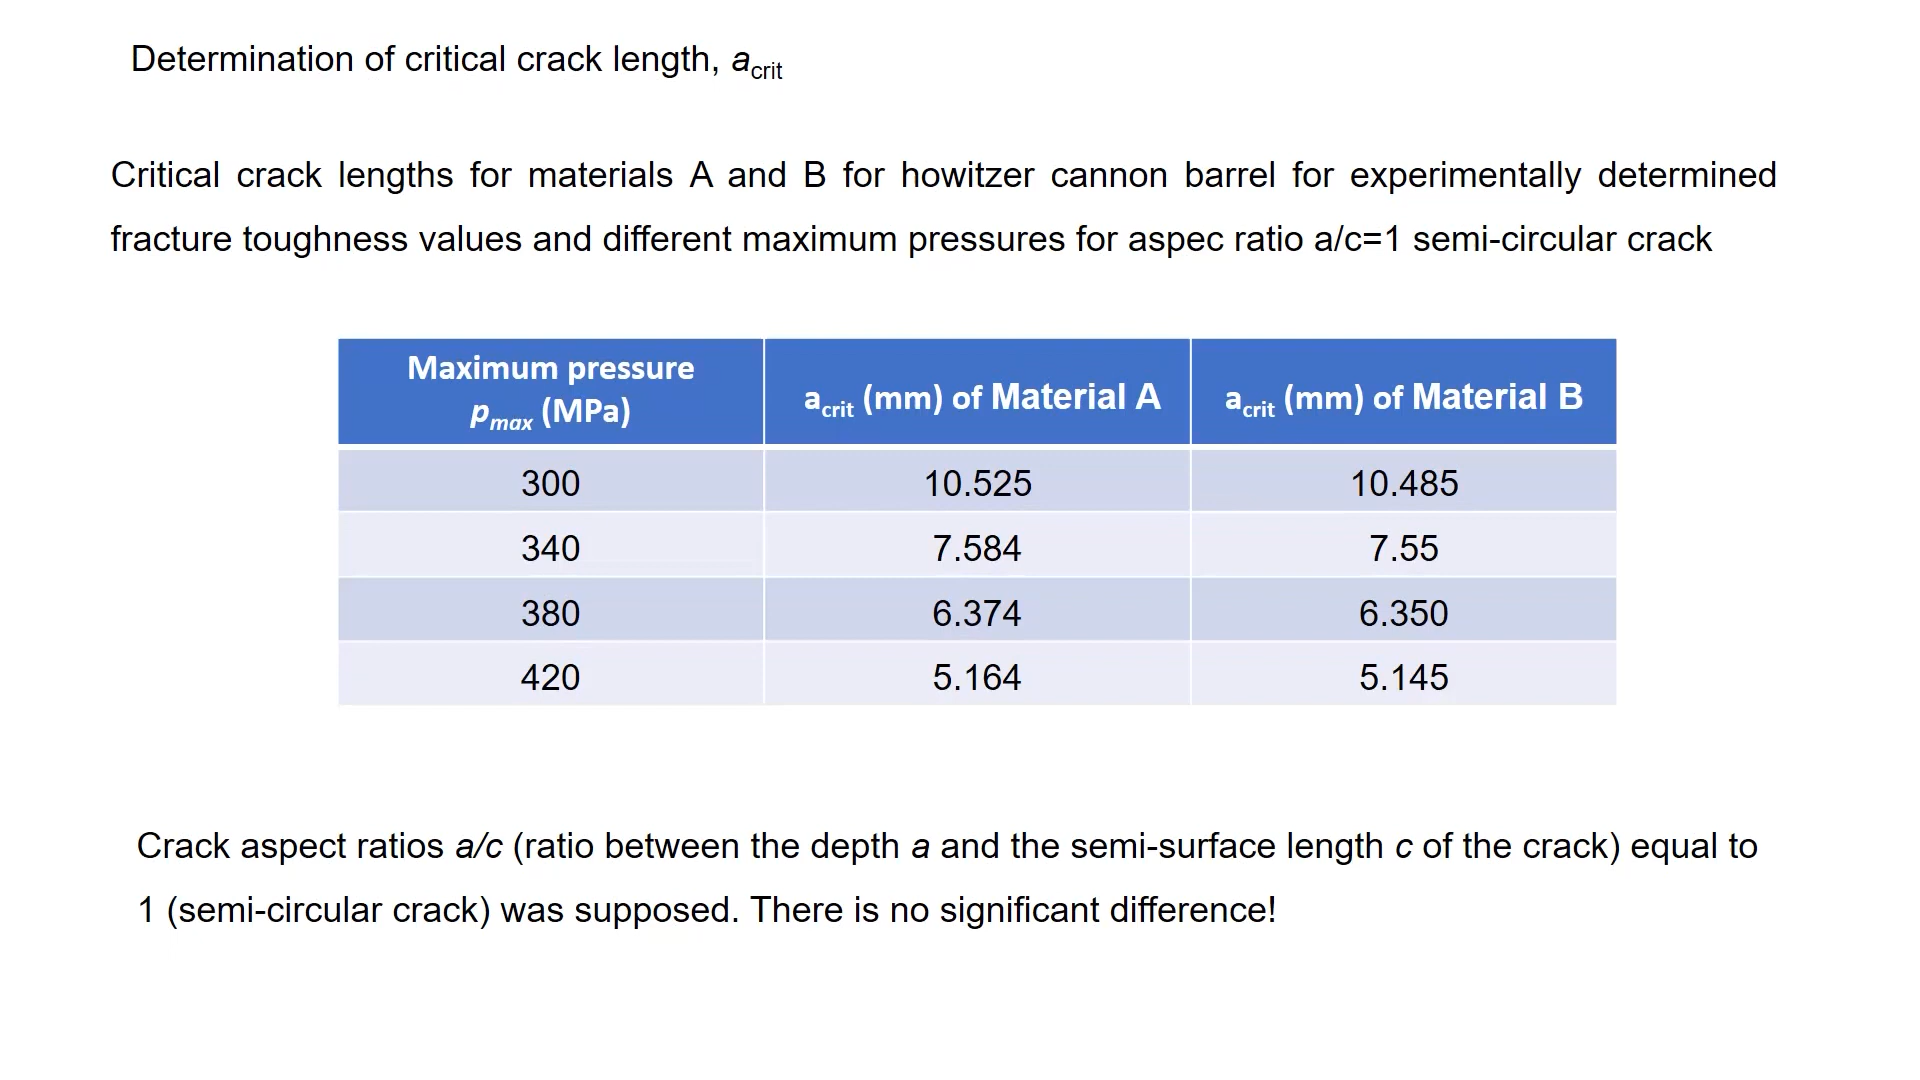 Determination of critical crack length, acrit
Critical crack lengths for materials A and B for howitzer cannon barrel for experimentally determined
fracture toughness values and different maximum pressures for aspec ratio a/c=1 semi-circular crack
Maximum pressure
pmax (MPa)
acrit (mm) of Material A
acrit (mm) of Material B
300 10.525 10.485
340 7.584 7.55
380 6.374 6.350
420 5.164 5.145
Crack aspect ratios a/c (ratio between the depth a and the semi-surface length c of the crack) equal to
1 (semi-circular crack) was supposed. There is no significant difference!